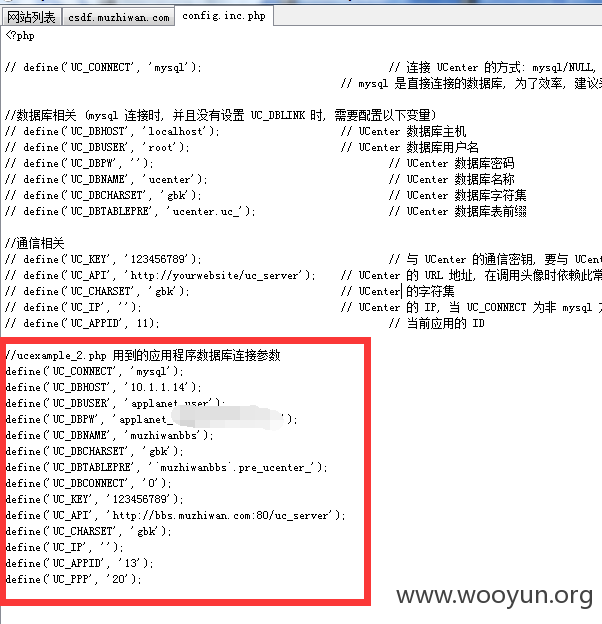 网站列表 csdf.muzhiwan.com config.inc.php
<?php
// define('UC_CONNECT', 'mysql'); // 连接 UCenter 的方式: mysql/NULL,
// mysql 是直接连接的数据库, 为了效率, 建议
//数据库相关 (mysql 连接时, 并且没有设置 UC_DBLINK 时, 需要配置以下变量)
// define('UC_DBHOST', 'localhost'); // UCenter 数据库主机
// define('UC_DBUSER', 'root'); // UCenter 数据库用户名
// define('UC_DBPW', ''); // UCenter 数据库密码
// define('UC_DBNAME', 'ucenter'); // UCenter 数据库名称
// define('UC_DBCHARSET', 'gbk'); // UCenter 数据库字符集
// define('UC_DBTABLEPRE', 'ucenter.uc_'); // UCenter 数据库表前缀
//通信相关
// define('UC_KEY', '123456789'); // 与 UCenter 的通信密钥, 要与 UCent
// define('UC_API', 'http://yourwebsite/uc_server'); // UCenter 的 URL 地址, 在调用头像时依赖此常
// define('UC_CHARSET', 'gbk'); // UCenter 的字符集
// define('UC_IP', ''); // UCenter 的 IP, 当 UC_CONNECT 为非 mysql
// define('UC_APPID', 11); // 当前应用的 ID
//ucexample_2.php 用到的应用程序数据库连接参数
define('UC_CONNECT', 'mysql');
define('UC_DBHOST', '10.1.1.14');
define('UC_DBUSER', 'applanet_user');
define('UC_DBPW', 'applanet_ ');
define('UC_DBNAME', 'muzhiwanbbs');
define('UC_DBCHARSET', 'gbk');
define('UC_DBTABLEPRE', '`muzhiwanbbs`.pre_ucenter_');
define('UC_DBCONNECT', '0');
define('UC_KEY', '123456789');
define('UC_API', 'http://bbs.muzhiwan.com:80/uc_server');
define('UC_CHARSET', 'gbk');
define('UC_IP', '');
define('UC_APPID', '13');
define('UC_PPP', '20');
www.wooyun.org